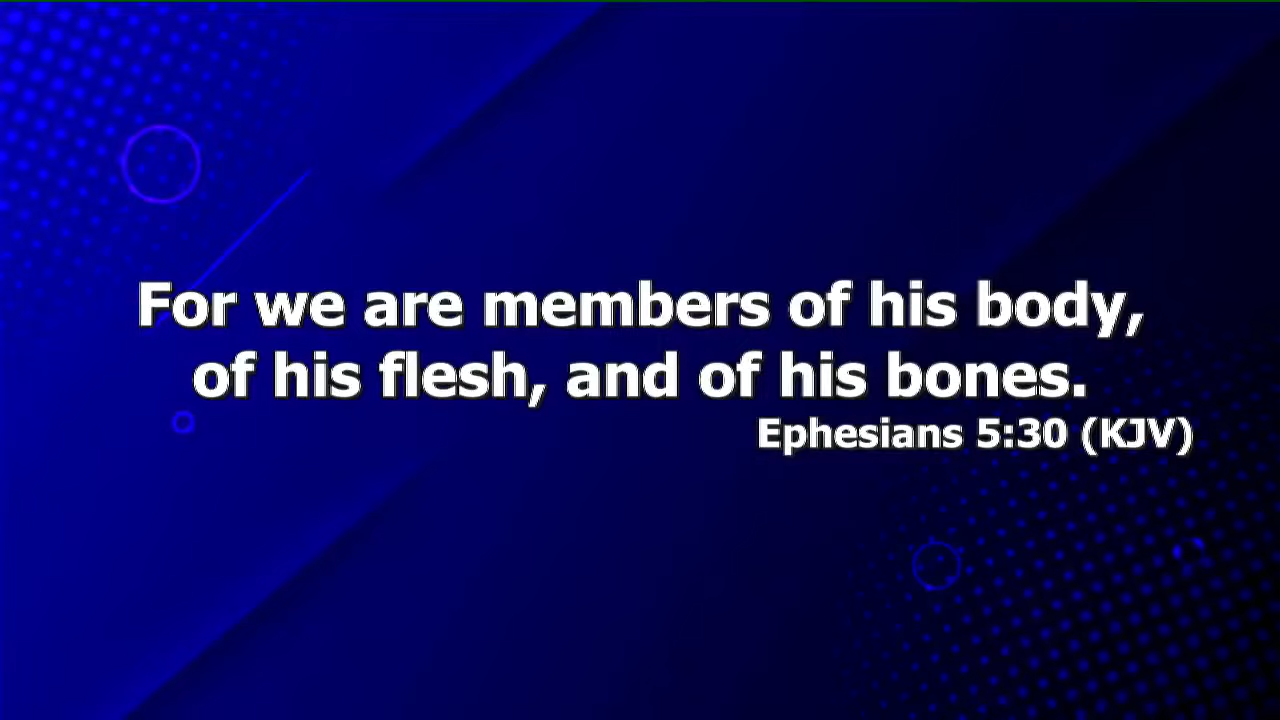 For we are members of his body,
of his flesh, and of his bones.
Ephesians 5:30 (KJV)